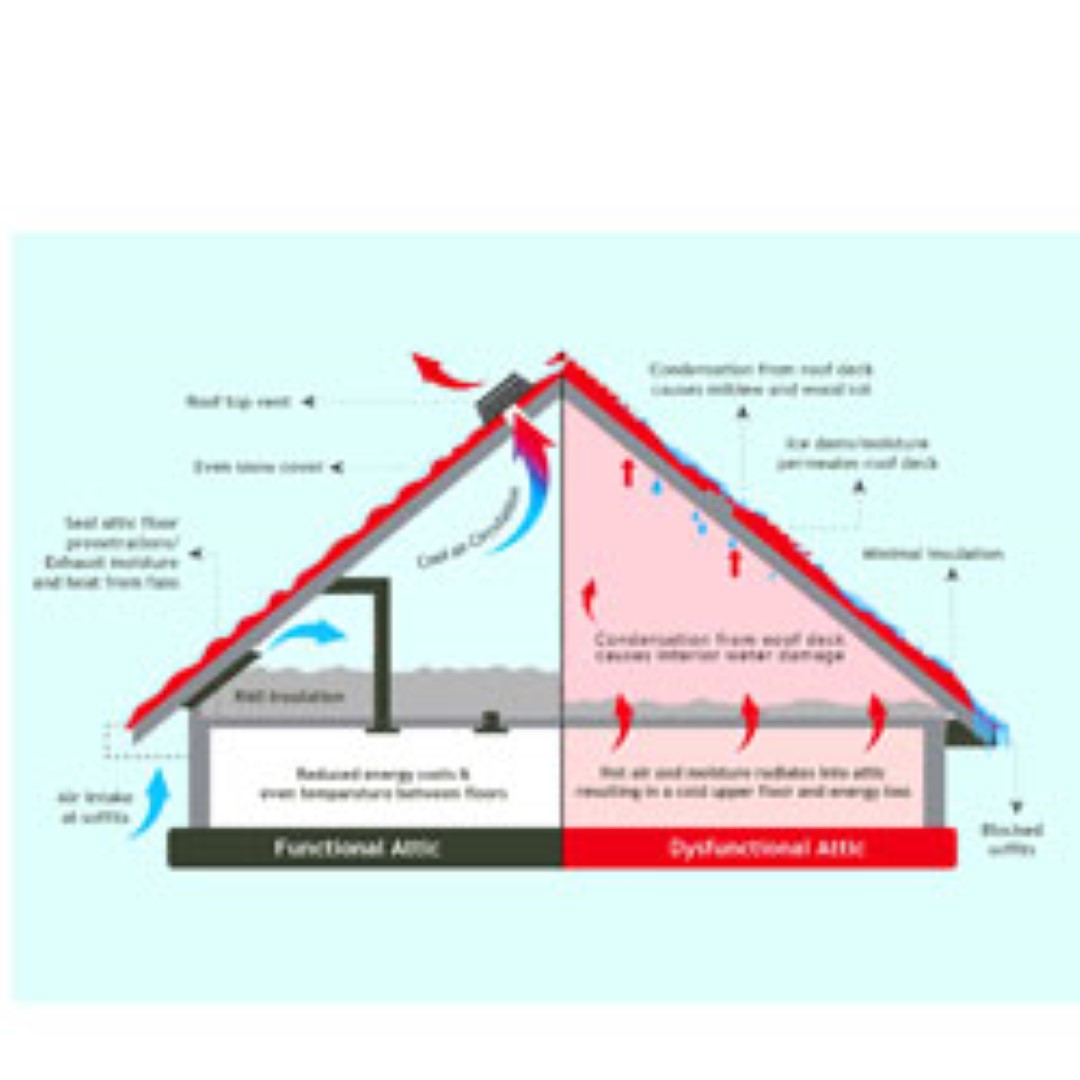 Condensation from roof deck
causes mildew and wood rot
Roof top vent
Ice dams/moisture
permeates roof deck
Even snow cover
Seal attic floor
penetrations/
Exhaust moisture
and heat from fans
Cool air Circulation
Minimal insulation
Condensation from woof deck
causes interior water damage
R60 Insulation
Reduced energy costs &
even temperature between floors
Hot air and moisture radiates into attic
resulting in a cold upper floor and energy loss
Air intake
at soffits
Blocked
soffits
Functional Attic
Dysfunctional Attic